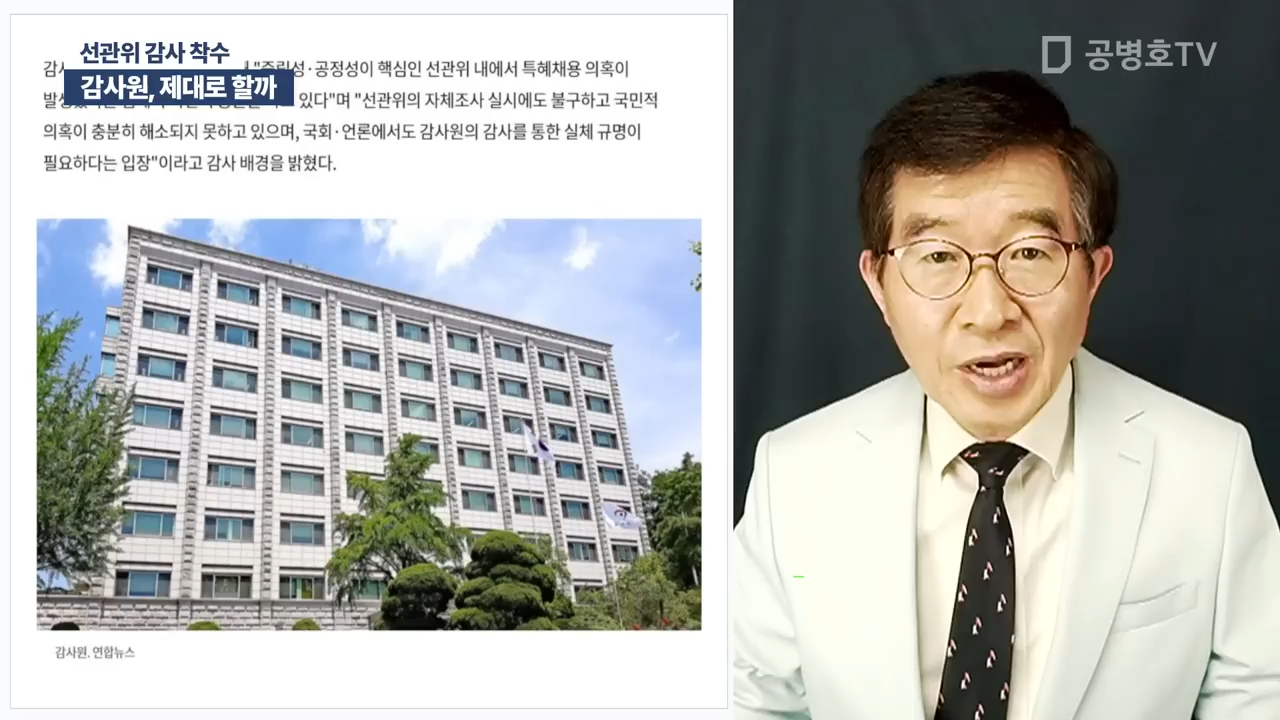 선관위 감사 착수
감사원, 제대로 할까
공병호TV
감사 "중립성·공정성이 핵심인 선관위 내에서 특혜채용 의혹이
있다"며 "선관위의 자체조사 실시에도 불구하고 국민적
의혹이 충분히 해소되지 못하고 있으며, 국회·언론에서도 감사원의 감사를 통한 실체 규명이
필요하다는 입장"이라고 감사 배경을 밝혔다.
감사원. 연합뉴스